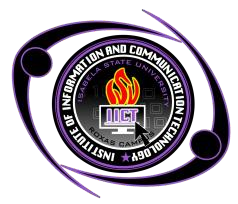 INSTITUTE OF INFORMATION AND COMMUNICATION TECHNOLOGY
ISABELA STATE UNIVERSITY
IICT
ROXAS CAMPUS